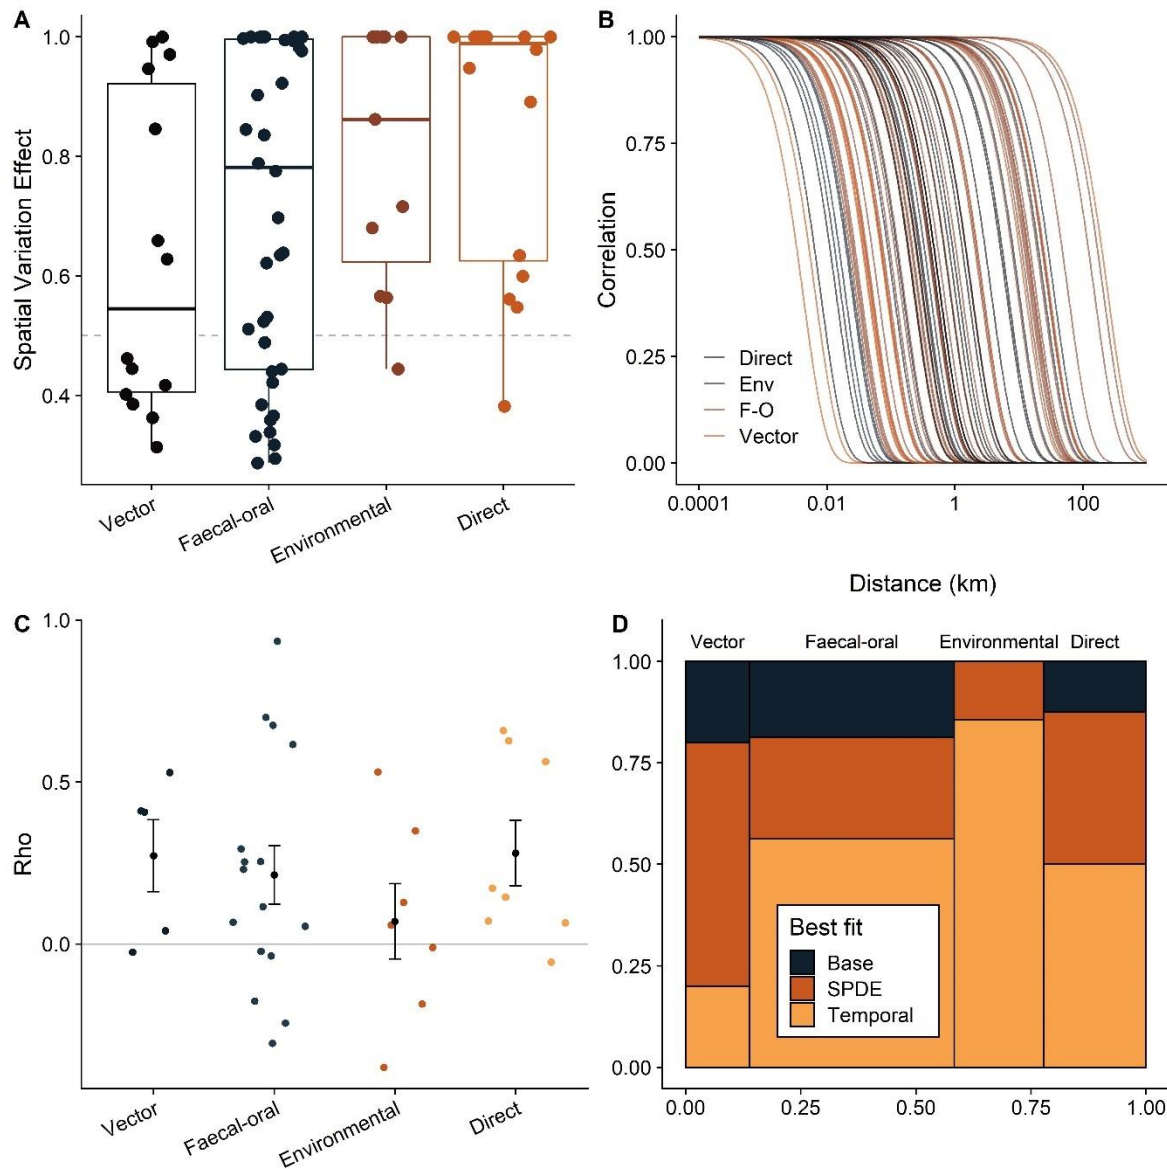 A
Spatial Variation Effect
1.0
0.8
0.6
0.4
Vector
Faecal-oral
Environmental
Direct
B
Correlation
1.00
0.75
0.50
0.25
0.00
Direct
Env
F-O
Vector
0.0001
0.01
1
100
Distance (km)
C
Rho
1.0
0.5
0.0
Vector
Faecal-oral
Environmental
Direct
D
Vector
Faecal-oral
Environmental
Direct
1.00
0.75
0.50
0.25
0.00
Best fit
Base
SPDE
Temporal
0.00
0.25
0.50
0.75
1.00